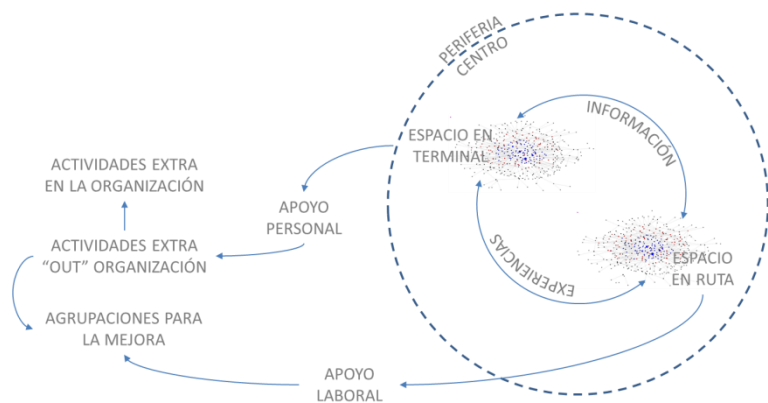 PERIFERIA
CENTRO
ESPACIO EN
TERMINAL
INFORMACIÓN
EXPERIENCIAS
ESPACIO
EN RUTA
ACTIVIDADES EXTRA
EN LA ORGANIZACIÓN
APOYO
PERSONAL
ACTIVIDADES EXTRA
“OUT” ORGANIZACIÓN
AGRUPACIONES PARA
LA MEJORA
APOYO
LABORAL